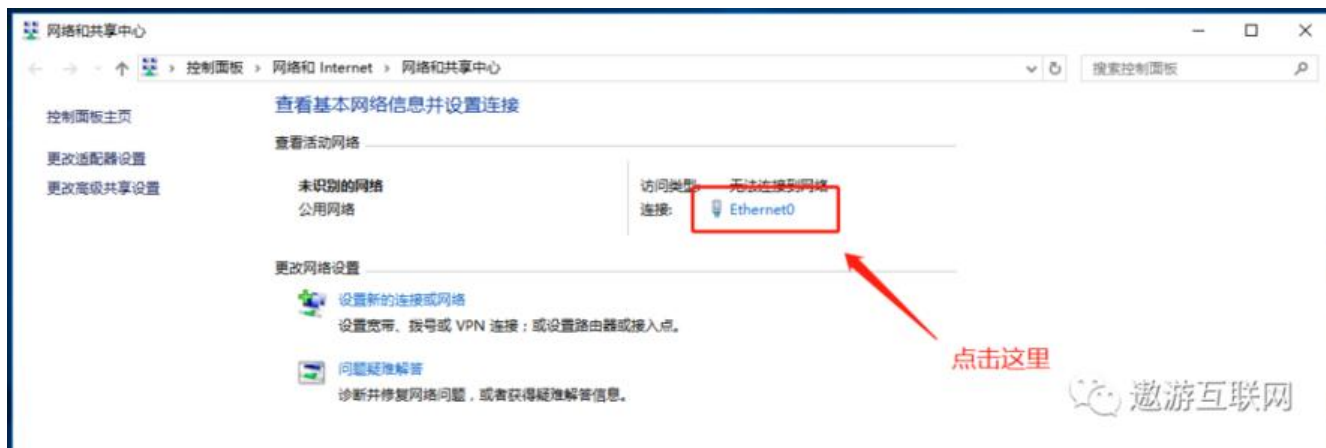 网络和共享中心
控制面板 › 网络和 Internet › 网络和共享中心
搜索控制面板
控制面板主页
更改适配器设置
更改高级共享设置
查看基本网络信息并设置连接
查看活动网络
未识别的网络
公用网络
访问类型: 无法连接到网络
连接: Ethernet0
更改网络设置
设置新的连接或网络
设置宽带、拨号或 VPN 连接；或设置路由器或接入点。
问题疑难解答
诊断并修复网络问题，或者获得疑难解答信息。
点击这里
遨游互联网